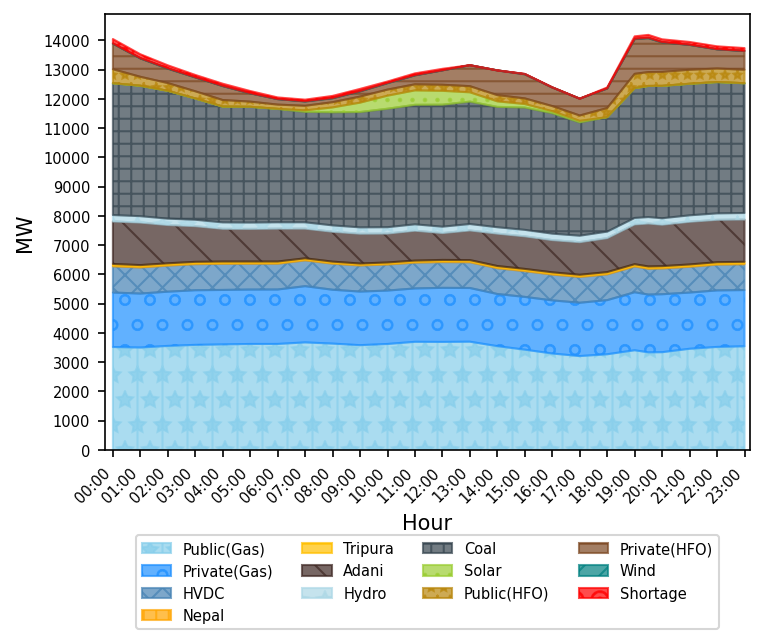 14000
13000
12000
11000
10000
9000
8000
7000
6000
5000
4000
3000
2000
1000
0
MW
00:00 01:00 02:00 03:00 04:00 05:00 06:00 07:00 08:00 09:00 10:00 11:00 12:00 13:00 14:00 15:00 16:00 17:00 18:00 19:00 20:00 21:00 22:00 23:00
Hour
Public(Gas) Tripura Coal Private(HFO)
Private(Gas) Adani Solar Wind
HVDC Hydro Public(HFO) Shortage
Nepal